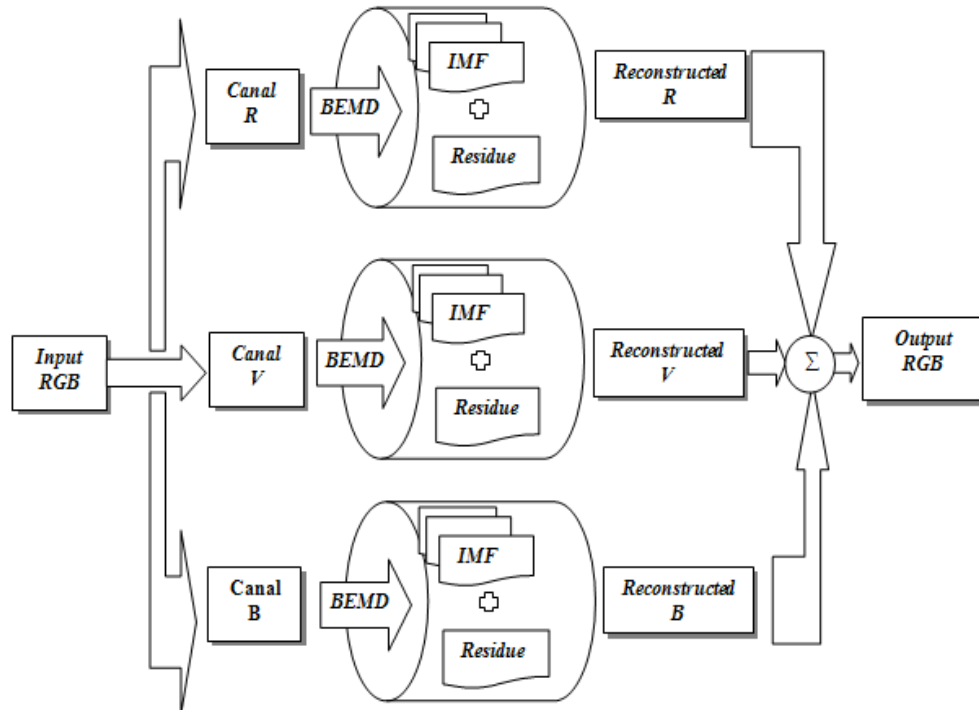 Canal
R
BEMD
IMF
Residue
Reconstructed
R
Input
RGB
Canal
V
BEMD
IMF
Residue
Reconstructed
V
Σ
Output
RGB
Canal
B
BEMD
IMF
Residue
Reconstructed
B